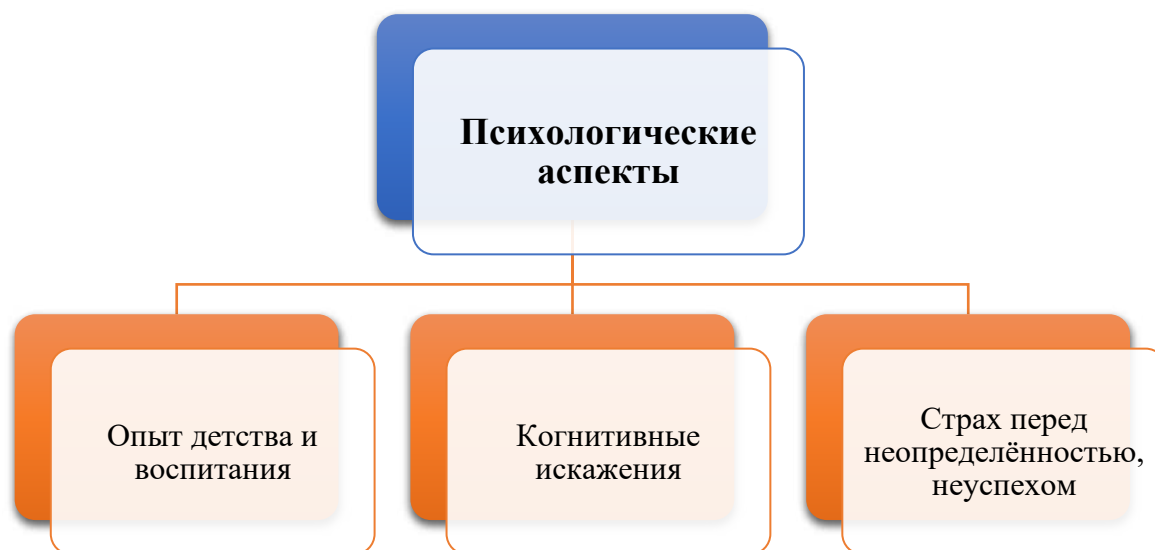 Психологические
аспекты
Опыт детства и
воспитания
Когнитивные
искажения
Страх перед
неопределённостью,
неуспехом